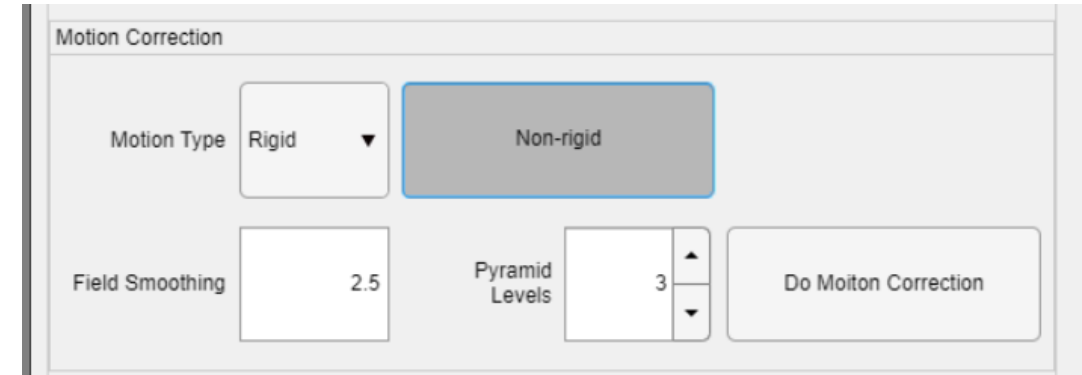 Motion Correction
Motion Type
Rigid
Non-rigid
Field Smoothing
2.5
Pyramid
Levels
3
Do Moiton Correction